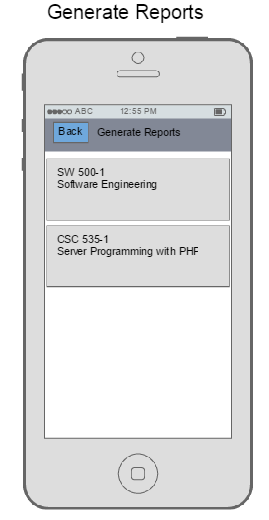 Generate Reports
ABC 12:55 PM
Back Generate Reports
SW 500-1
Software Engineering
CSC 535-1
Server Programming with PHF